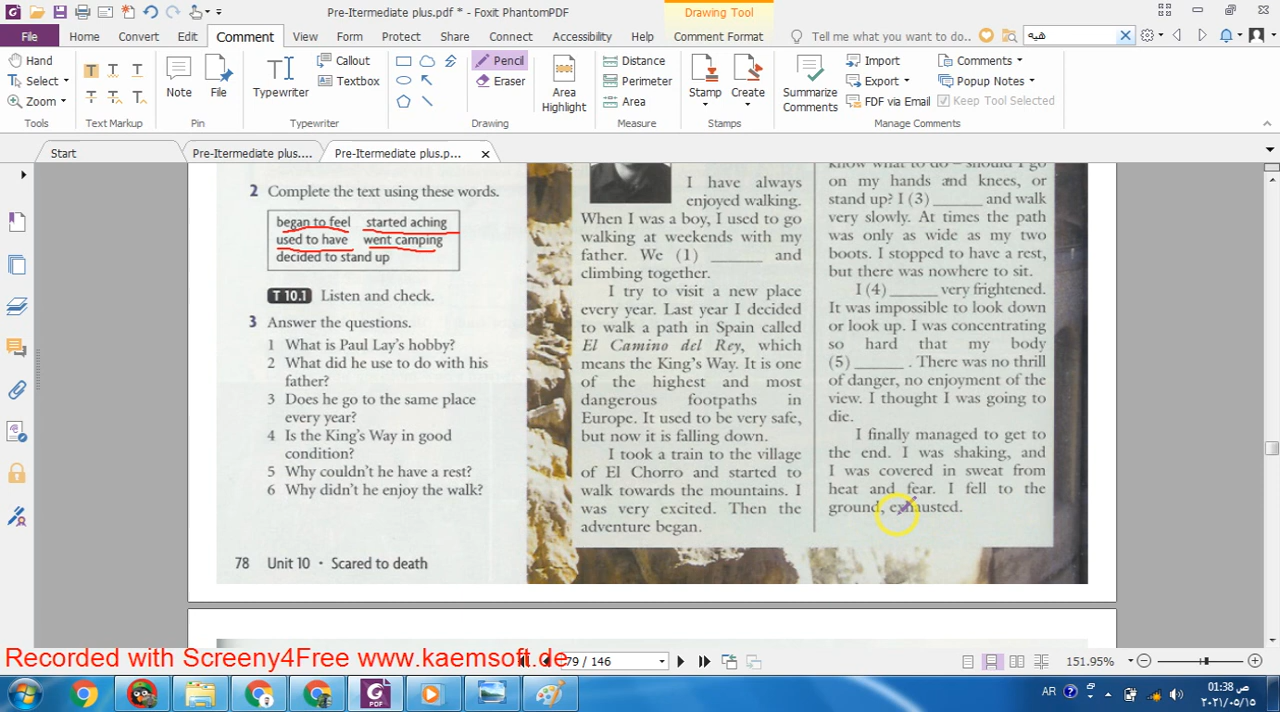 Pre-Itermediate plus.pdf * - Foxit PhantomPDF
Drawing Tool
File
Home
Convert
Edit
Comment
View
Form
Protect
Share
Connect
Accessibility
Help
Comment Format
Tell me what you want to do..
هيه
Hand
Select
Zoom
Tools
Text Markup
Note
File
Pin
Typewriter
Callout
Textbox
Typewriter
Pencil
Eraser
Drawing
Area
Highlight
Distance
Perimeter
Area
Measure
Stamp
Create
Stamps
Summarize
Comments
Import
Export
FDF via Email
Comments
Popup Notes
Keep Tool Selected
Manage Comments
Start
Pre-Itermediate plus....
Pre-Itermediate plus.p...
2 Complete the text using these words.
began to feel started aching
used to have went camping
decided to stand up
T 10.1 Listen and check.
3 Answer the questions.
1 What is Paul Lay's hobby?
2 What did he use to do with his
father?
3 Does he go to the same place
every year?
4 Is the King's Way in good
condition?
5 Why couldn't he have a rest?
6 Why didn't he enjoy the walk?
78 Unit 10 • Scared to death
I have always
enjoyed walking.
When I was a boy, I used to go
walking at weekends with my
father. We (1) ______ and
climbing together.
I try to visit a new place
every year. Last year I decided
to walk a path in Spain called
El Camino del Rey, which
means the King's Way. It is one
of the highest and most
dangerous footpaths in
Europe. It used to be very safe,
but now it is falling down.
I took a train to the village
of El Chorro and started to
walk towards the mountains. I
was very excited. Then the
adventure began.
know what to do – should I go
on my hands and knees, or
stand up? I (3) ______ and walk
very slowly. At times the path
was only as wide as my two
boots. I stopped to have a rest,
but there was nowhere to sit.
I (4) ______ very frightened.
It was impossible to look down
or look up. I was concentrating
so hard that my body
(5) ______ . There was no thrill
of danger, no enjoyment of the
view. I thought I was going to
die.
I finally managed to get to
the end. I was shaking, and
I was covered in sweat from
heat and fear. I fell to the
ground, exhausted.
Recorded with Screeny4Free www.kaemsoft.de
79 / 146
151.95%
AR
01:38 ص
٢٠٢١/٠٥/١٥